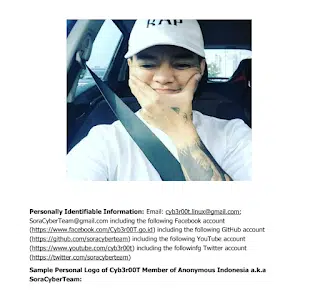 RAP
Personally Identifiable Information: Email: cyb3r00t.linux@gmail.com;
SoraCyberTeam@gmail.com including the following Facebook account
(https://www.facebook.com/Cyb3r00T.go.id) including the following GitHub account
(https://github.com/soracyberteam) including the following YouTube account
(https://www.youtube.com/cyb3r00t) including the followinfg Twitter account
(https://twitter.com/soracyberteam)
Sample Personal Logo of Cyb3r00T Member of Anonymous Indonesia a.k.a
SoraCyberTeam: